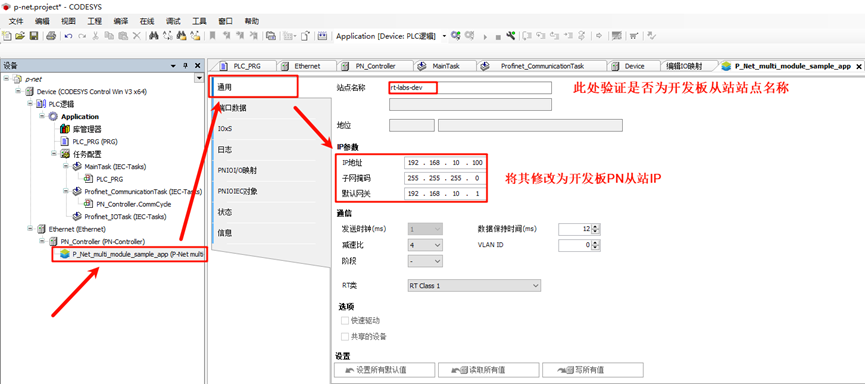 p-net.project* - CODESYS
文件 编辑 视图 工程 编译 在线 调试 工具 窗口 帮助
Application [Device: PLC逻辑]
设备
p-net
Device (CODESYS Control Win V3 x64)
PLC逻辑
Application
库管理器
PLC_PRG (PRG)
任务配置
MainTask (IEC-Tasks)
PLC_PRG
Profinet_CommunicationTask (IEC-Tasks)
PN_Controller.CommCycle
Profinet_IOTask (IEC-Tasks)
Ethernet (Ethernet)
PN_Controller (PN-Controller)
P_Net_multi_module_sample_app (P-Net multi
PLC_PRG Ethernet PN_Controller MainTask Profinet_CommunicationTask Device 编辑IO映射 P_Net_multi_module_sample_app
通用
端口数据
IOxS
日志
PNIOI/O映射
PNIOIEC对象
状态
信息
站点名称 rt-labs-dev 此处验证是否为开发板从站站点名称
地位
IP参数
IP地址 192 . 168 . 10 . 100
子网掩码 255 . 255 . 255 . 0
默认网关 192 . 168 . 10 . 1
将其修改为开发板PN从站IP
通信
发送时钟(ms) 1 数据保持时间(ms) 12
减速比 4 VLAN ID 0
阶段 -
RT类 RT Class 1
选项
快速驱动
共享的设备
设置
设置所有默认值 读取所有值 写所有值